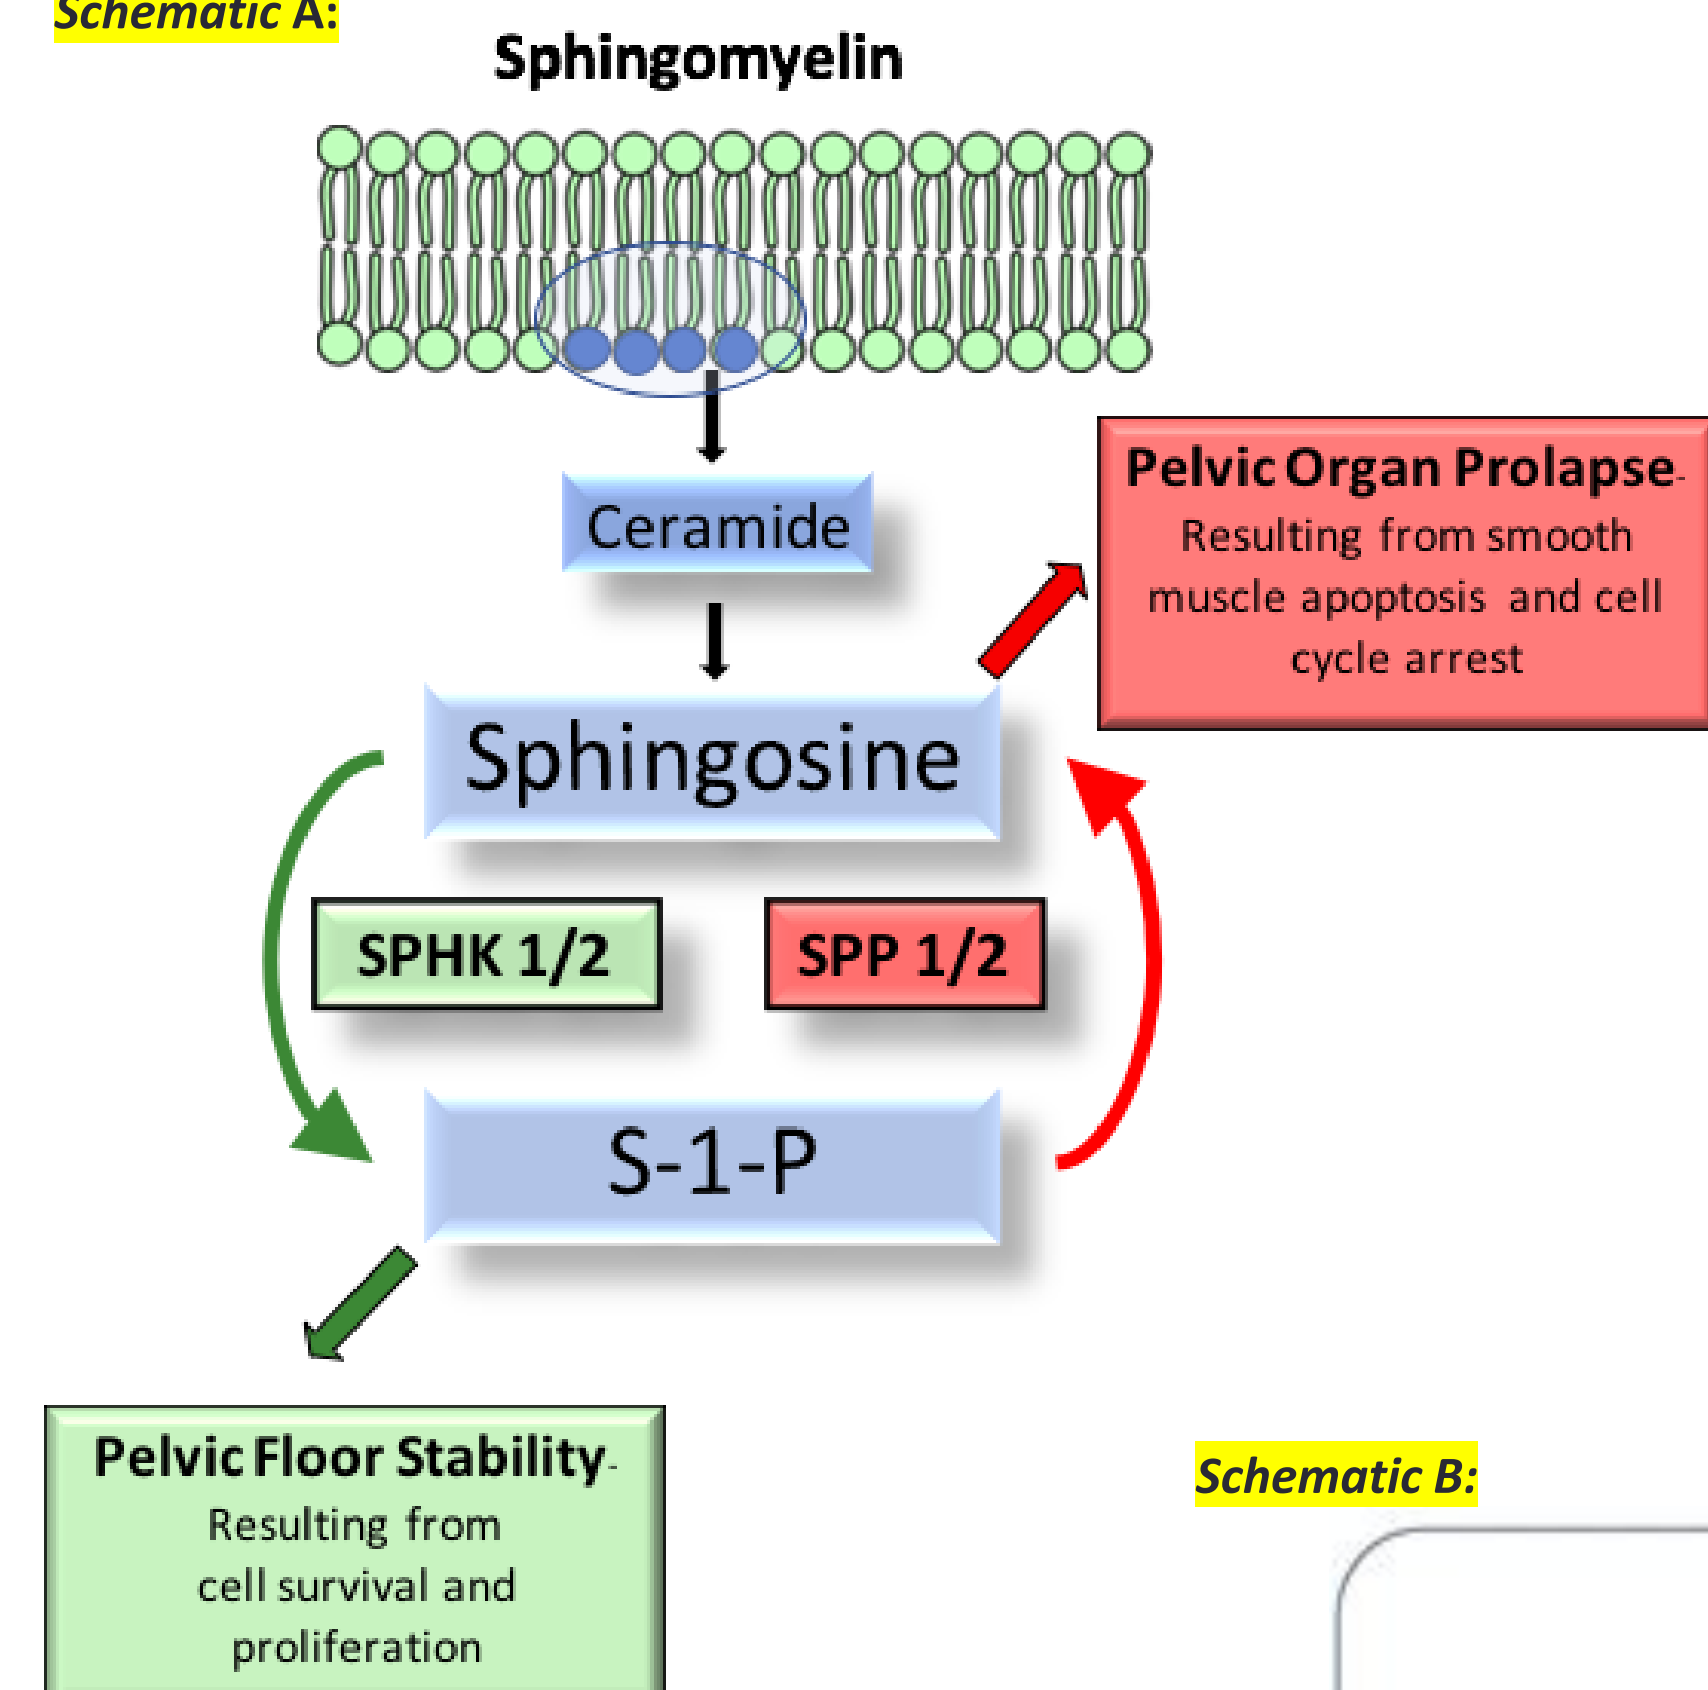 Schematic A:
Sphingomyelin
Ceramide
Pelvic Organ Prolapse-
Resulting from smooth
muscle apoptosis and cell
cycle arrest
Sphingosine
SPHK 1/2
SPP 1/2
S-1-P
Pelvic Floor Stability-
Resulting from
cell survival and
proliferation
Schematic B: